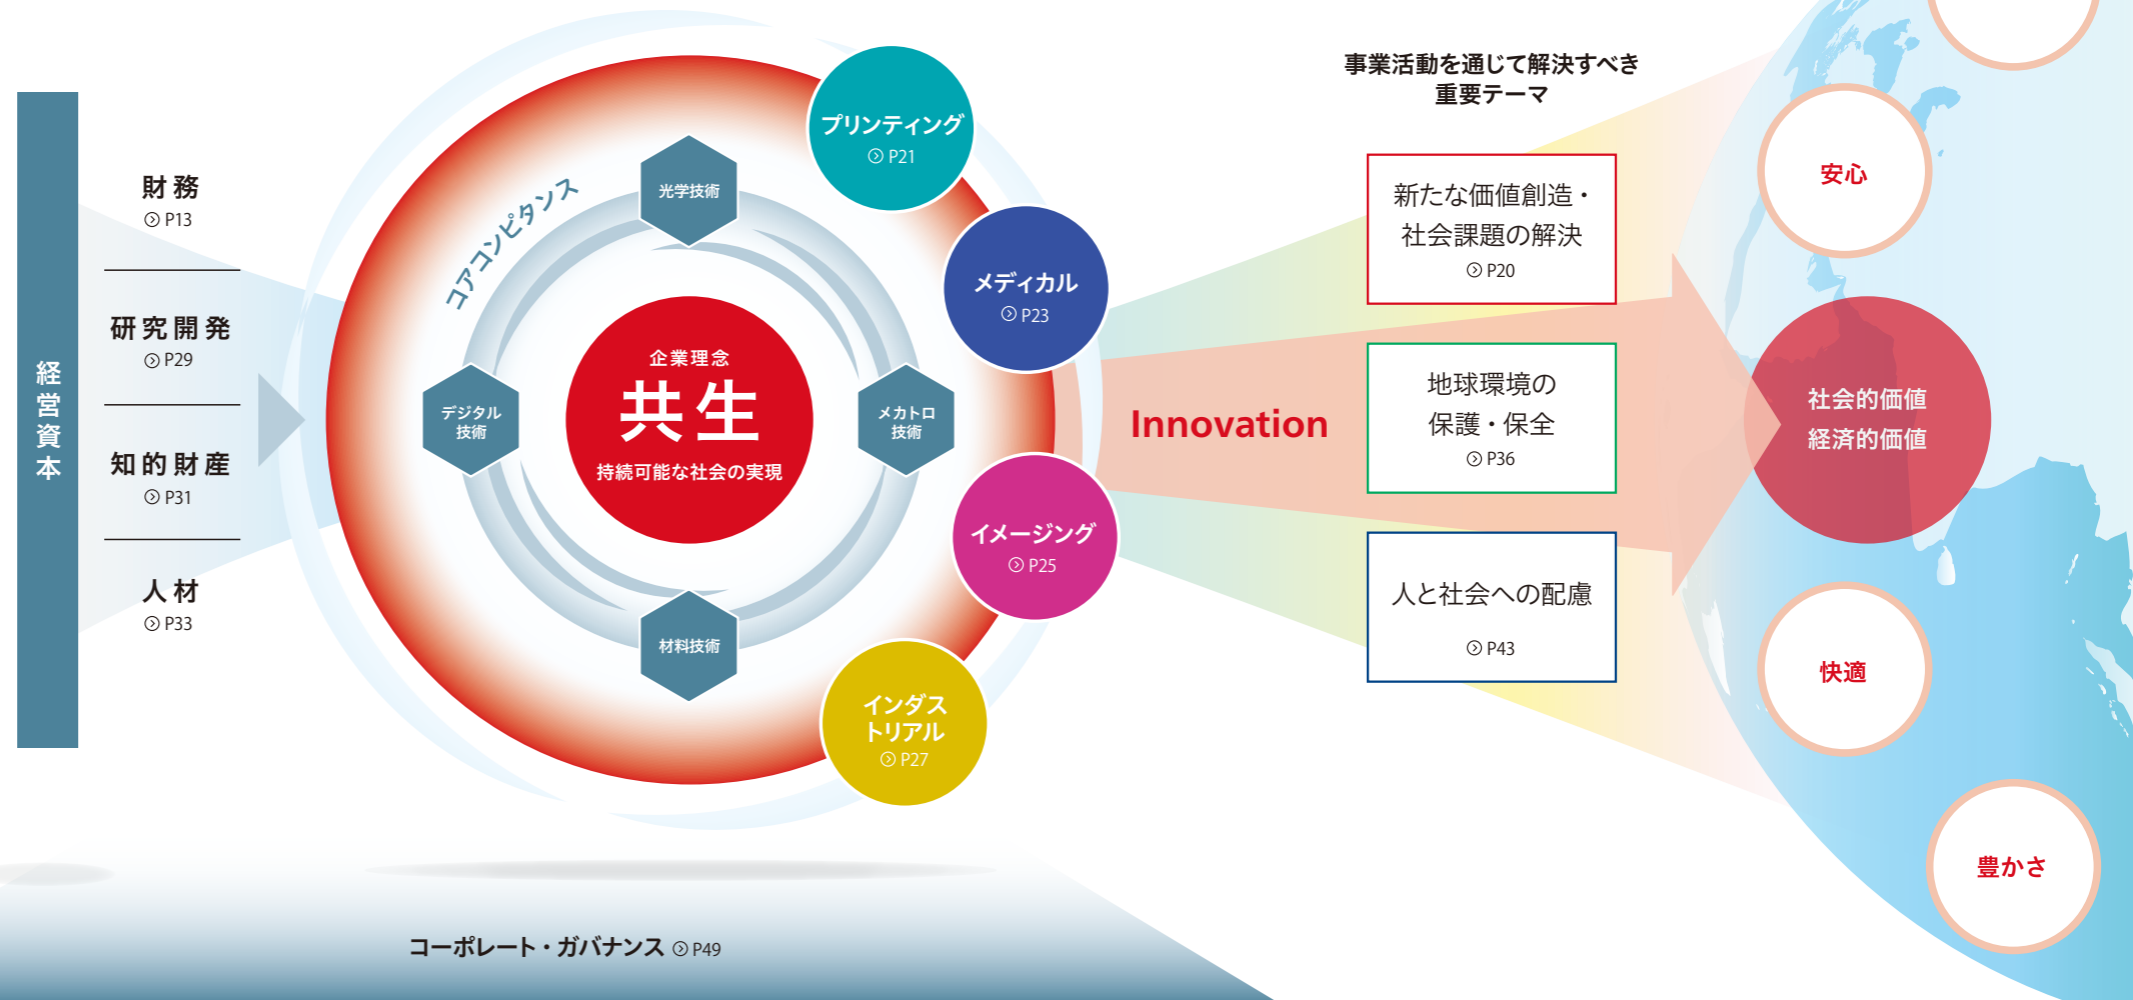 経営資本
財務
P13
研究開発
P29
知的財産
P31
人材
P33
コアコンピタンス
光学技術
デジタル
技術
メカトロ
技術
材料技術
企業理念
共生
持続可能な社会の実現
プリンティング
P21
メディカル
P23
イメージング
P25
インダス
トリアル
P27
Innovation
事業活動を通じて解決すべき
重要テーマ
新たな価値創造・
社会課題の解決
P20
地球環境の
保護・保全
P36
人と社会への配慮
P43
安心
社会的価値
経済的価値
快適
豊かさ
コーポレート・ガバナンス P49